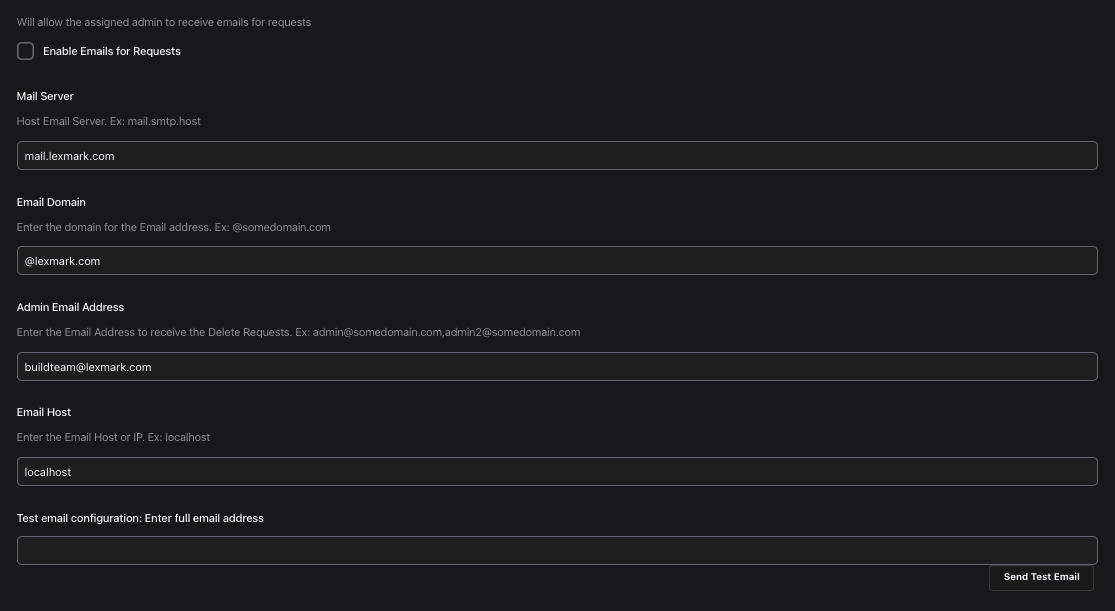 Will allow the assigned admin to receive emails for requests
Enable Emails for Requests
Mail Server
Host Email Server. Ex: mail.smtp.host
mail.lexmark.com
Email Domain
Enter the domain for the Email address. Ex: @somedomain.com
@lexmark.com
Admin Email Address
Enter the Email Address to receive the Delete Requests. Ex: admin@somedomain.com,admin2@somedomain.com
buildteam@lexmark.com
Email Host
Enter the Email Host or IP. Ex: localhost
localhost
Test email configuration: Enter full email address
Send Test Email